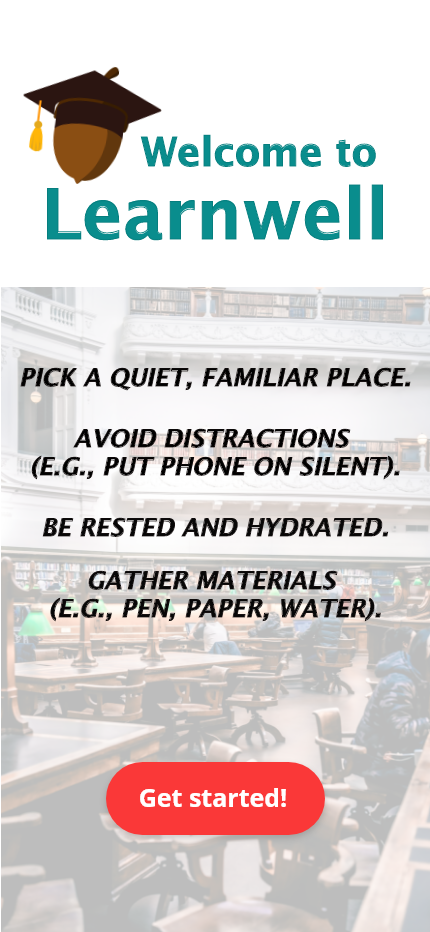 Welcome to
Learnwell
PICK A QUIET, FAMILIAR PLACE.
AVOID DISTRACTIONS
(E.G., PUT PHONE ON SILENT).
BE RESTED AND HYDRATED.
GATHER MATERIALS
(E.G., PEN, PAPER, WATER).
Get started!